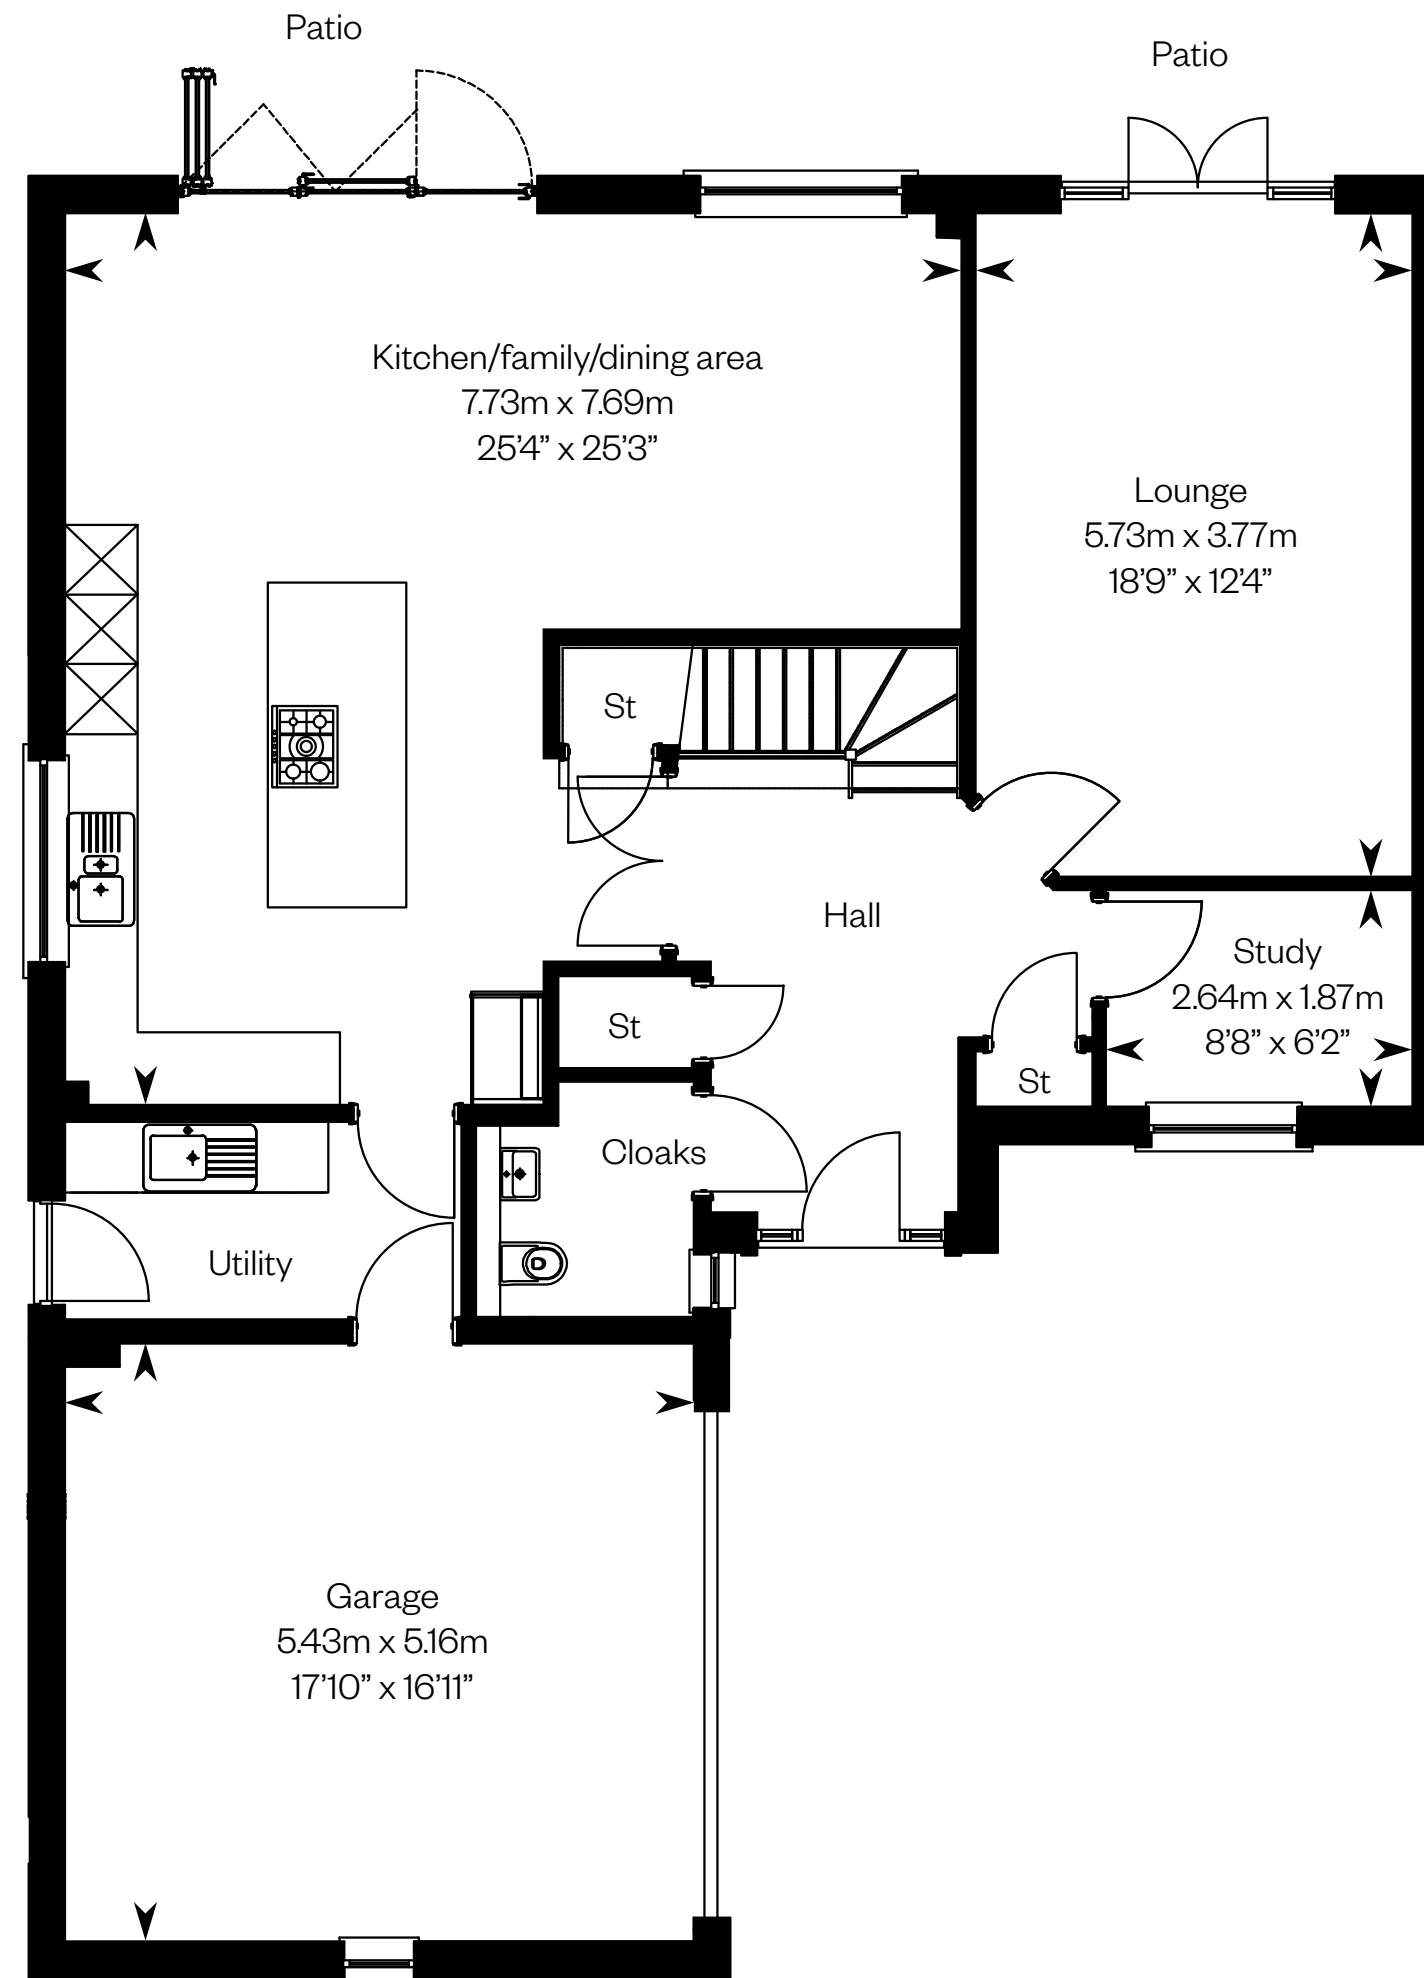 Patio
Patio
Kitchen/family/dining area
7.73m x 7.69m
25'4” x 25'3”
Lounge
5.73m x 3.77m
18'9” x 12'4”
St
Hall
Study
2.64m x 1.87m
8'8” x 6'2”
St
St
Cloaks
Utility
Garage
5.43m x 5.16m
17'10” x 16'11”